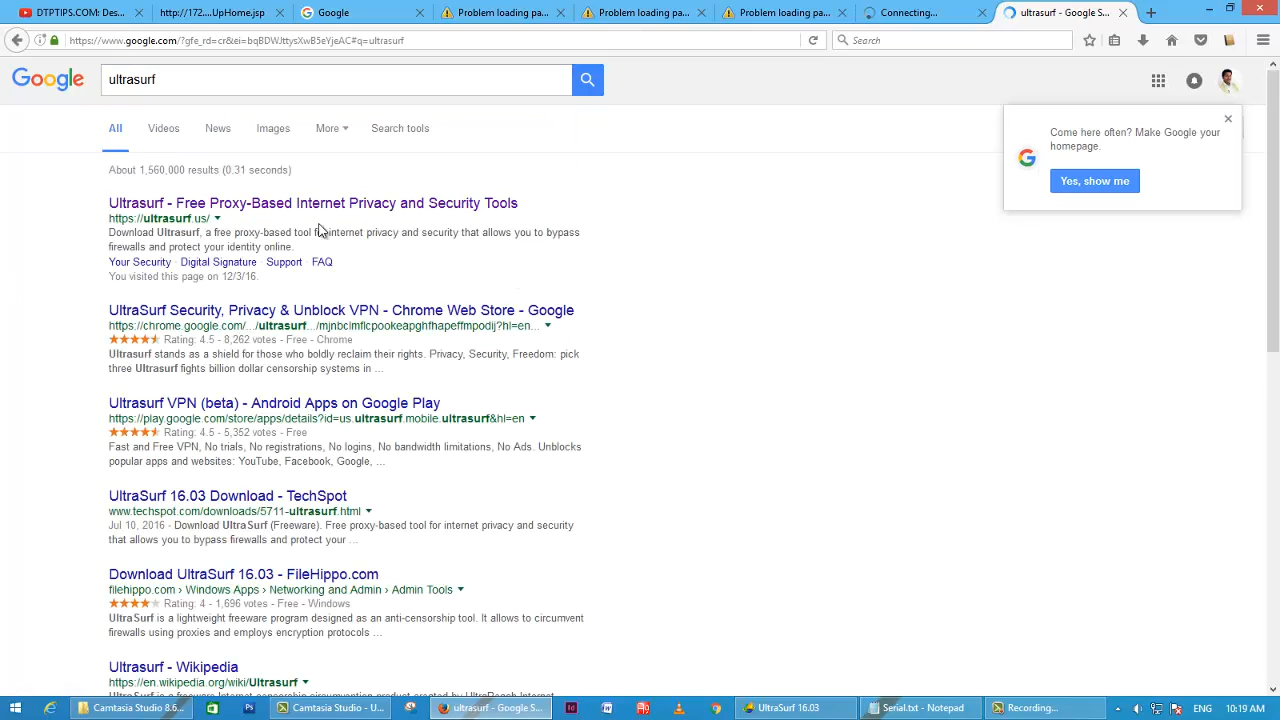 DTPTIPS.COM: Des...
http://172....UpHome.jsp
Google
Problem loading pa...
Problem loading pa...
Problem loading pa...
Connecting...
ultrasurf - Google S...
https://www.google.com/?gfe_rd=cr&ei=bqBDWJttysXwB5eYjeAC#q=ultrasurf
Search
Google
ultrasurf
All
Videos
News
Images
More
Search tools
Come here often? Make Google your
homepage.
Yes, show me
About 1,560,000 results (0.31 seconds)
Ultrasurf - Free Proxy-Based Internet Privacy and Security Tools
https://ultrasurf.us/
Download Ultrasurf, a free proxy-based tool for internet privacy and security that allows you to bypass
firewalls and protect your identity online.
Your Security · Digital Signature · Support · FAQ
You visited this page on 12/3/16.
UltraSurf Security, Privacy & Unblock VPN - Chrome Web Store - Google
https://chrome.google.com/.../ultrasurf.../mjnbclmflcpookeapghfhapeffmpodij?hl=en...
Rating: 4.5 - 8,262 votes - Free - Chrome
Ultrasurf stands as a shield for those who boldly reclaim their rights. Privacy, Security, Freedom: pick
three Ultrasurf fights billion dollar censorship systems in ...
Ultrasurf VPN (beta) - Android Apps on Google Play
https://play.google.com/store/apps/details?id=us.ultrasurf.mobile.ultrasurf&hl=en
Rating: 4.5 - 5,352 votes - Free
Fast and Free VPN, No trials, No registrations, No logins, No bandwidth limitations, No Ads. Unblocks
popular apps and websites: YouTube, Facebook, Google, ...
UltraSurf 16.03 Download - TechSpot
www.techspot.com/downloads/5711-ultrasurf.html
Jul 10, 2016 - Download UltraSurf (Freeware). Free proxy-based tool for internet privacy and security
that allows you to bypass firewalls and protect your ...
Download UltraSurf 16.03 - FileHippo.com
filehippo.com › Windows Apps › Networking and Admin › Admin Tools
Rating: 4 - 1,696 votes - Free - Windows
UltraSurf is a lightweight freeware program designed as an anti-censorship tool. It allows to circumvent
firewalls using proxies and employs encryption protocols ...
Ultrasurf - Wikipedia
https://en.wikipedia.org/wiki/Ultrasurf
UltraSurf is a freeware Internet censorship circumvention product created by UltraReach Internet
Camtasia Studio 8.6...
Camtasia Studio - U...
ultrasurf - Google S...
UltraSurf 16.03
Serial.txt - Notepad
Recording...
ENG
10:19 AM